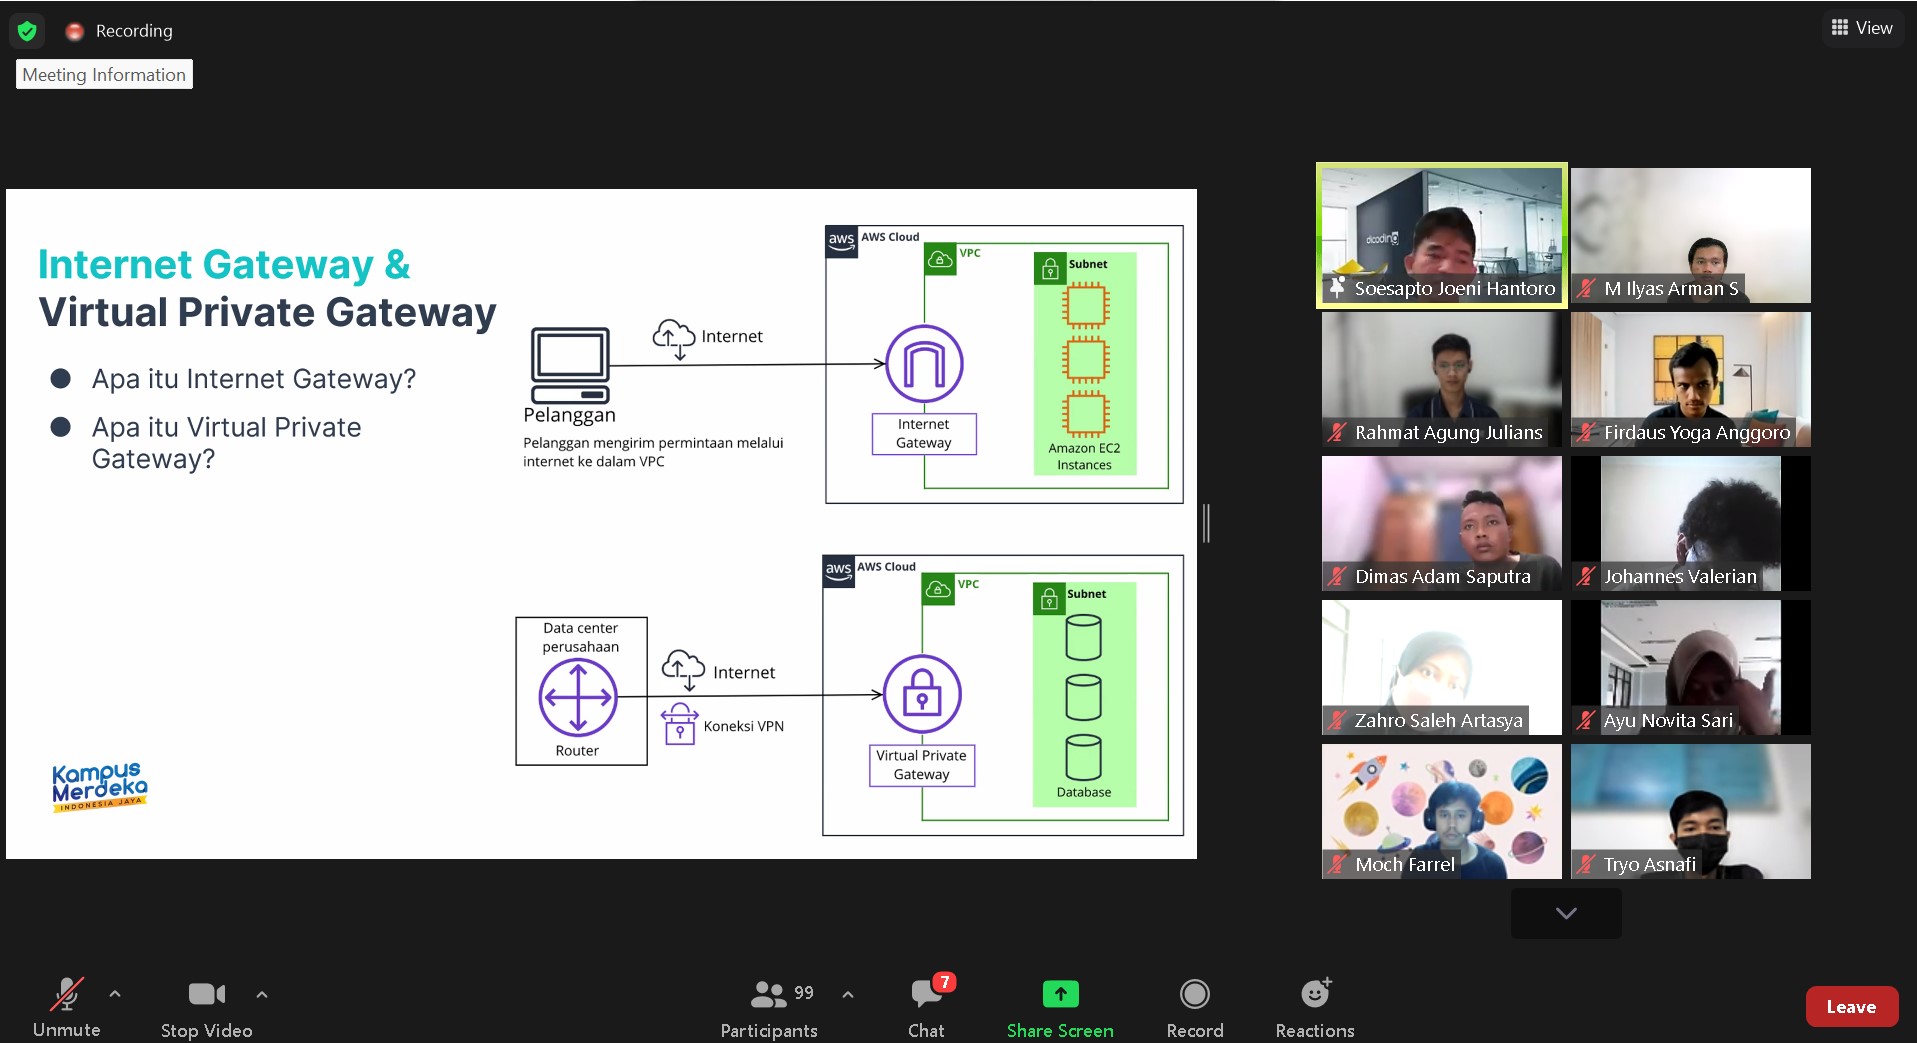 Recording
View
Meeting Information
Internet Gateway &
Virtual Private Gateway
● Apa itu Internet Gateway?
● Apa itu Virtual Private
Gateway?
Kampus
Merdeka
INDONESIA JAYA
Internet
Pelanggan
Pelanggan mengirim permintaan melalui
internet ke dalam VPC
aws
AWS Cloud
VPC
Subnet
Internet
Gateway
Amazon EC2
Instances
Data center
perusahaan
Router
Internet
Koneksi VPN
aws
AWS Cloud
VPC
Subnet
Virtual Private
Gateway
Database
dicoding
Soesapto Joeni Hantoro
M Ilyas Arman S
Rahmat Agung Julians
Firdaus Yoga Anggoro
Dimas Adam Saputra
Johannes Valerian
Zahro Saleh Artasya
Ayu Novita Sari
Moch Farrel
Tryo Asnafi
Unmute
Stop Video
99
Participants
7
Chat
Share Screen
Record
Reactions
Leave